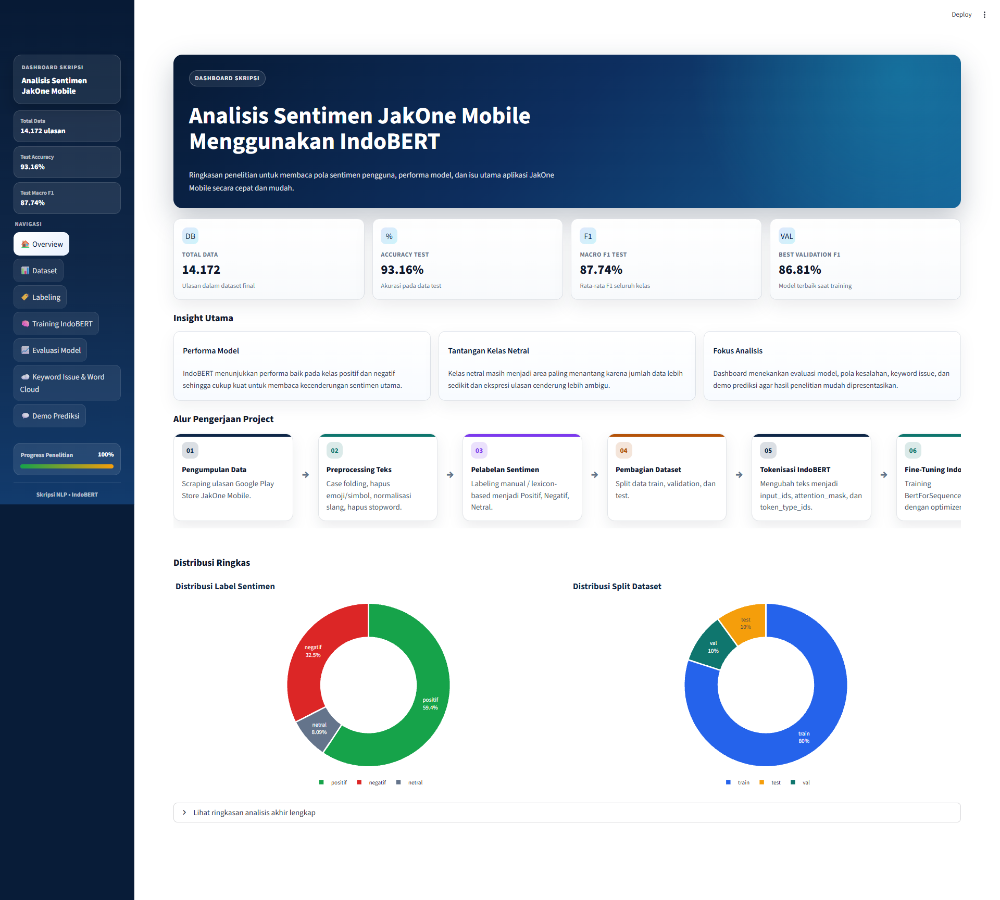 Deploy
DASHBOARD SKRIPSI
Analisis Sentimen
JakOne Mobile
Total Data
14.172 ulasan
Test Accuracy
93.16%
Test Macro F1
87.74%
NAVIGASI
Overview
Dataset
Labeling
Training IndoBERT
Evaluasi Model
Keyword Issue & Word
Cloud
Demo Prediksi
Progress Penelitian 100%
Skripsi NLP • IndoBERT
DASHBOARD SKRIPSI
Analisis Sentimen JakOne Mobile
Menggunakan IndoBERT
Ringkasan penelitian untuk membaca pola sentimen pengguna, performa model, dan isu utama aplikasi JakOne
Mobile secara cepat dan mudah.
DB
TOTAL DATA
14.172
Ulasan dalam dataset final
%
ACCURACY TEST
93.16%
Akurasi pada data test
F1
MACRO F1 TEST
87.74%
Rata-rata F1 seluruh kelas
VAL
BEST VALIDATION F1
86.81%
Model terbaik saat training
Insight Utama
Performa Model
IndoBERT menunjukkan performa baik pada kelas positif dan negatif
sehingga cukup kuat untuk membaca kecenderungan sentimen utama.
Tantangan Kelas Netral
Kelas netral masih menjadi area paling menantang karena jumlah data lebih
sedikit dan ekspresi ulasan cenderung lebih ambigu.
Fokus Analisis
Dashboard menekankan evaluasi model, pola kesalahan, keyword issue, dan
demo prediksi agar hasil penelitian mudah dipresentasikan.
Alur Pengerjaan Project
01
Pengumpulan Data
Scraping ulasan Google Play
Store JakOne Mobile.
02
Preprocessing Teks
Case folding, hapus
emoji/simbol, normalisasi
slang, hapus stopword.
03
Pelabelan Sentimen
Labeling manual / lexicon-
based menjadi Positif, Negatif,
Netral.
04
Pembagian Dataset
Split data train, validation, dan
test.
05
Tokenisasi IndoBERT
Mengubah teks menjadi
input_ids, attention_mask, dan
token_type_ids.
06
Fine-Tuning Indo
Training
BertForSequence
dengan optimizer
Distribusi Ringkas
Distribusi Label Sentimen
negatif
32.5%
positif
59.4%
netral
8.09%
positif negatif netral
Distribusi Split Dataset
test
10%
val
10%
train
80%
train test val
Lihat ringkasan analisis akhir lengkap